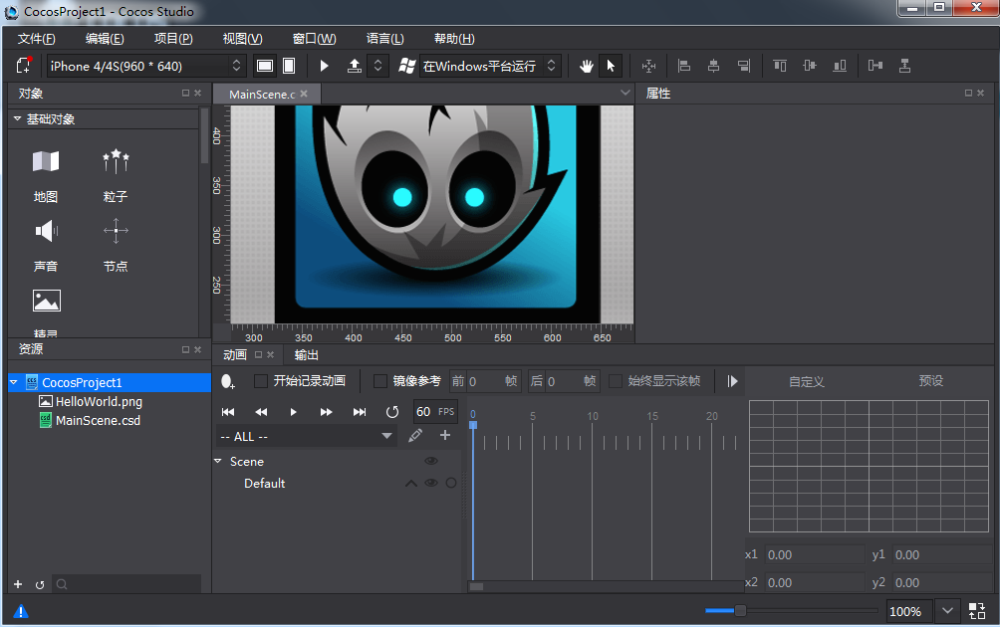 CocosProject1 - Cocos Studio
文件(F) 编辑(E) 项目(P) 视图(V) 窗口(W) 语言(L) 帮助(H)
iPhone 4/4S(960 * 640) 在Windows平台运行
对象 MainScene.c 属性
基础对象
地图 粒子
声音 节点
精灵
400
350
300
250
300 350 400 450 500 550 600 650
资源
CocosProject1
HelloWorld.png
MainScene.csd
动画 输出
开始记录动画 镜像参考 前 0 帧 后 0 帧 始终显示该帧 自定义 预设
60 FPS 0 5 10 15 20
-- ALL --
Scene
Default
x1 0.00 y1 0.00
x2 0.00 y2 0.00
100%